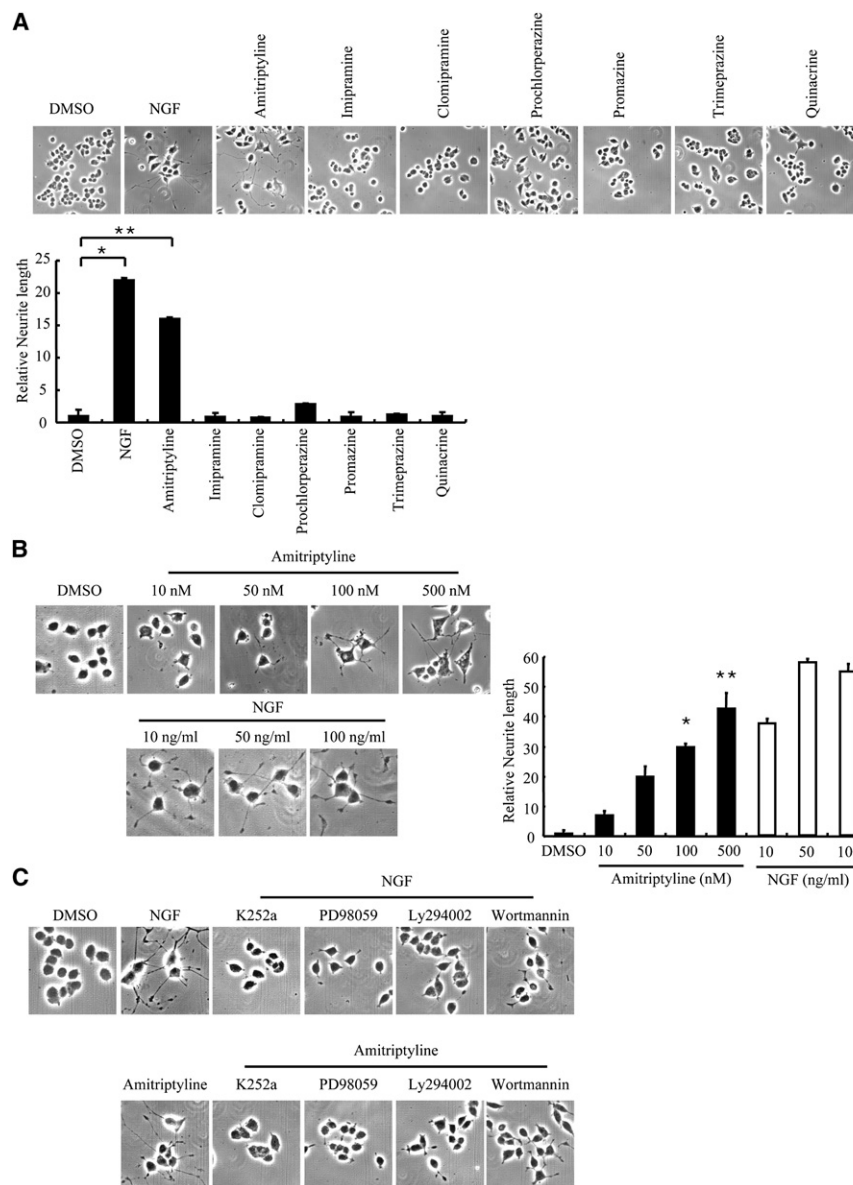 A
DMSO
NGF
Amitriptyline
Imipramine
Clomipramine
Prochlorperazine
Promazine
Trimeprazine
Quinacrine
**
*
Relative Neurite length
25
20
15
10
5
0
DMSO
NGF
Amitriptyline
Imipramine
Clomipramine
Prochlorperazine
Promazine
Trimeprazine
Quinacrine
B
Amitriptyline
DMSO 10 nM 50 nM 100 nM 500 nM
NGF
10 ng/ml 50 ng/ml 100 ng/ml
Relative Neurite length
60
50
40
30
20
10
0
*
**
DMSO 10 50 100 500 10 50 10
Amitriptyline (nM) NGF (ng/ml)
C
NGF
DMSO NGF K252a PD98059 Ly294002 Wortmannin
Amitriptyline
Amitriptyline K252a PD98059 Ly294002 Wortmannin